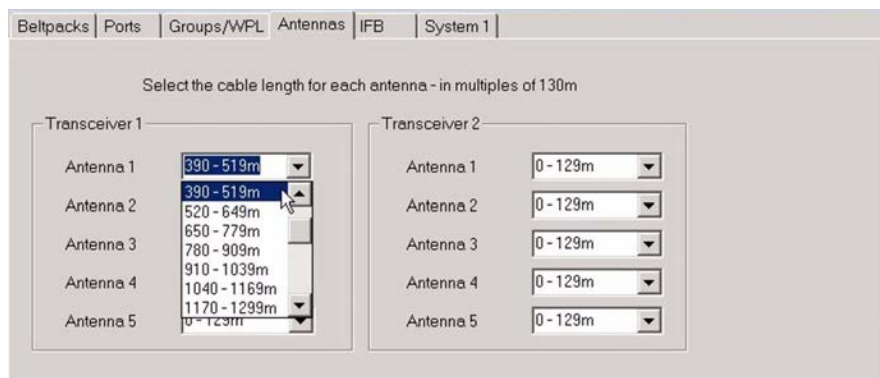 Beltpacks Ports Groups/WPL Antennas IFB System 1
Select the cable length for each antenna - in multiples of 130m
Transceiver 1
Antenna 1 390 - 519m
390 - 519m
520 - 649m
650 - 779m
780 - 909m
910 - 1039m
1040 - 1169m
1170 - 1299m
Antenna 2
Antenna 3
Antenna 4
Antenna 5 0 - 129m
Transceiver 2
Antenna 1 0 - 129m
Antenna 2 0 - 129m
Antenna 3 0 - 129m
Antenna 4 0 - 129m
Antenna 5 0 - 129m